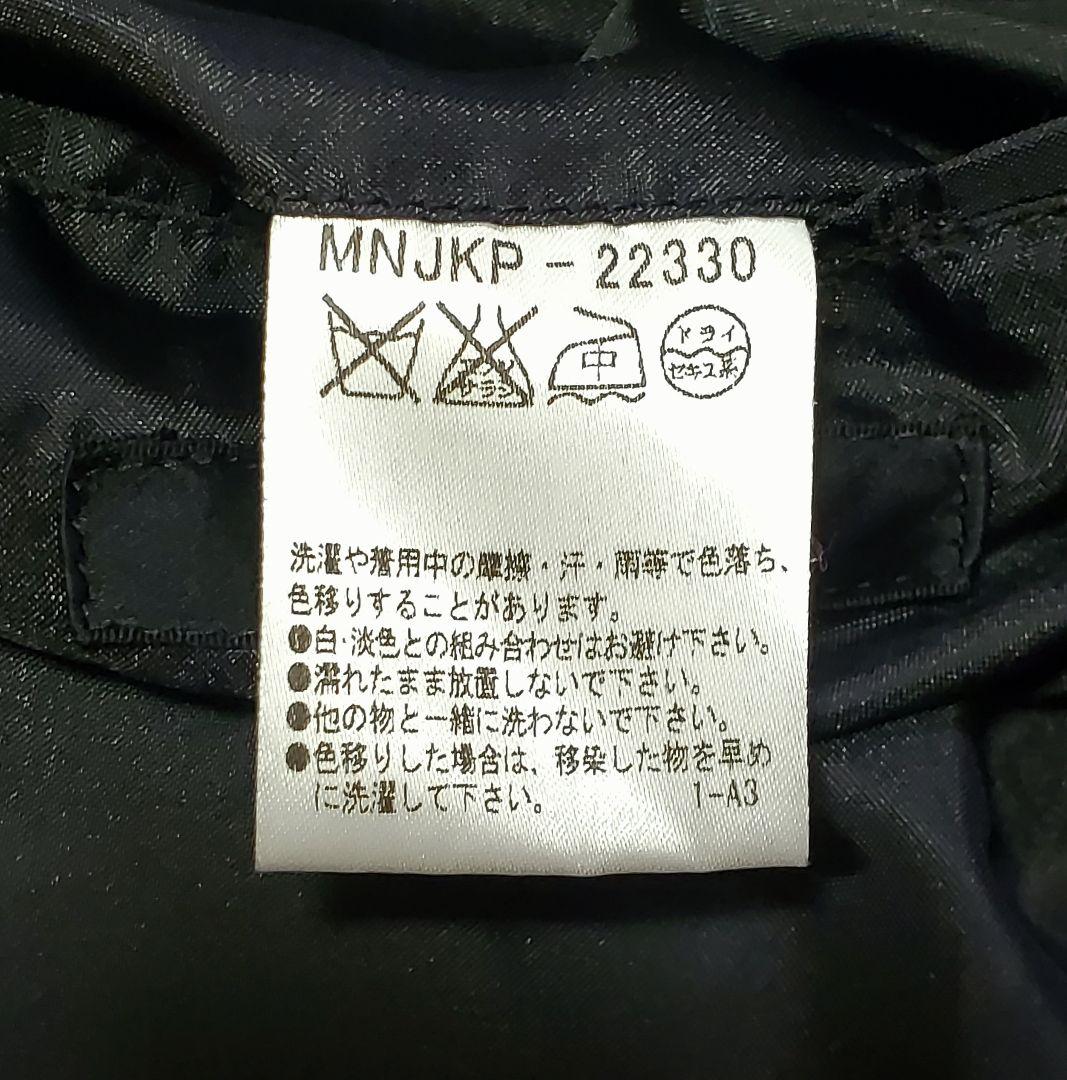 MNJKP-22330
エンソ
サラシ
中
ドライ
セキユ系
洗濯や着用中の摩擦・汗・雨等で色落ち、
色移りすることがあります。
●白・淡色との組み合わせはお避け下さい。
●濡れたまま放置しないで下さい。
●他の物と一緒に洗わないで下さい。
●色移りした場合は、移染した物を早め
に洗濯して下さい。
1-A3